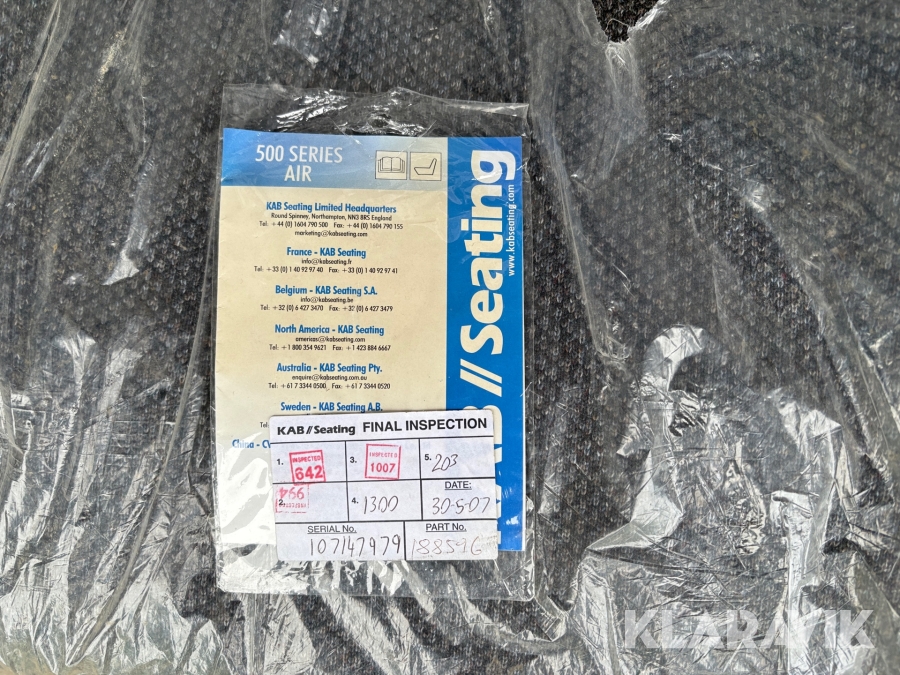 500 SERIES
AIR
KAB Seating Limited Headquarters
Round Spinney, Northampton, NN3 8RS England
Tel: +44 (0) 1604 790 500 Fax: +44 (0) 1604 790 155
marketing@kabseating.com
France - KAB Seating
info@kabseating.fr
Tel: +33 (0) 1 40 92 97 40 Fax: +33 (0) 1 40 92 97 41
Belgium - KAB Seating S.A.
info@kabseating.be
Tel: +32 (0) 6 427 3470 Fax: +32 (0) 6 427 3479
North America - KAB Seating
americas@kabseating.com
Tel: +1 800 354 9621 Fax: +1 423 884 6667
Australia - KAB Seating Pty.
enquire@kabseating.com.au
Tel: +61 7 3344 0500 Fax: +61 7 3344 0520
Sweden - KAB Seating A.B.
China -
//Seating
www.kabseating.com
KAB//Seating FINAL INSPECTION
1. INSPECTED 642
3. INSPECTED 1007
5. 203
2. INSPECTED 994
4. 1300
DATE:
30-5-07
SERIAL No.
107147979
PART No.
188596
KLARAVIK